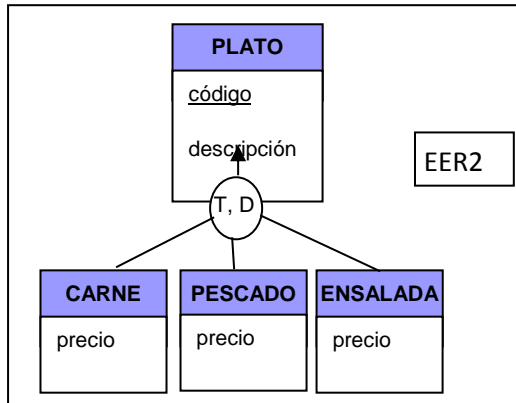 PLATO
código
descripción
EER2
T, D
CARNE
PESCADO
ENSALADA
precio
precio
precio